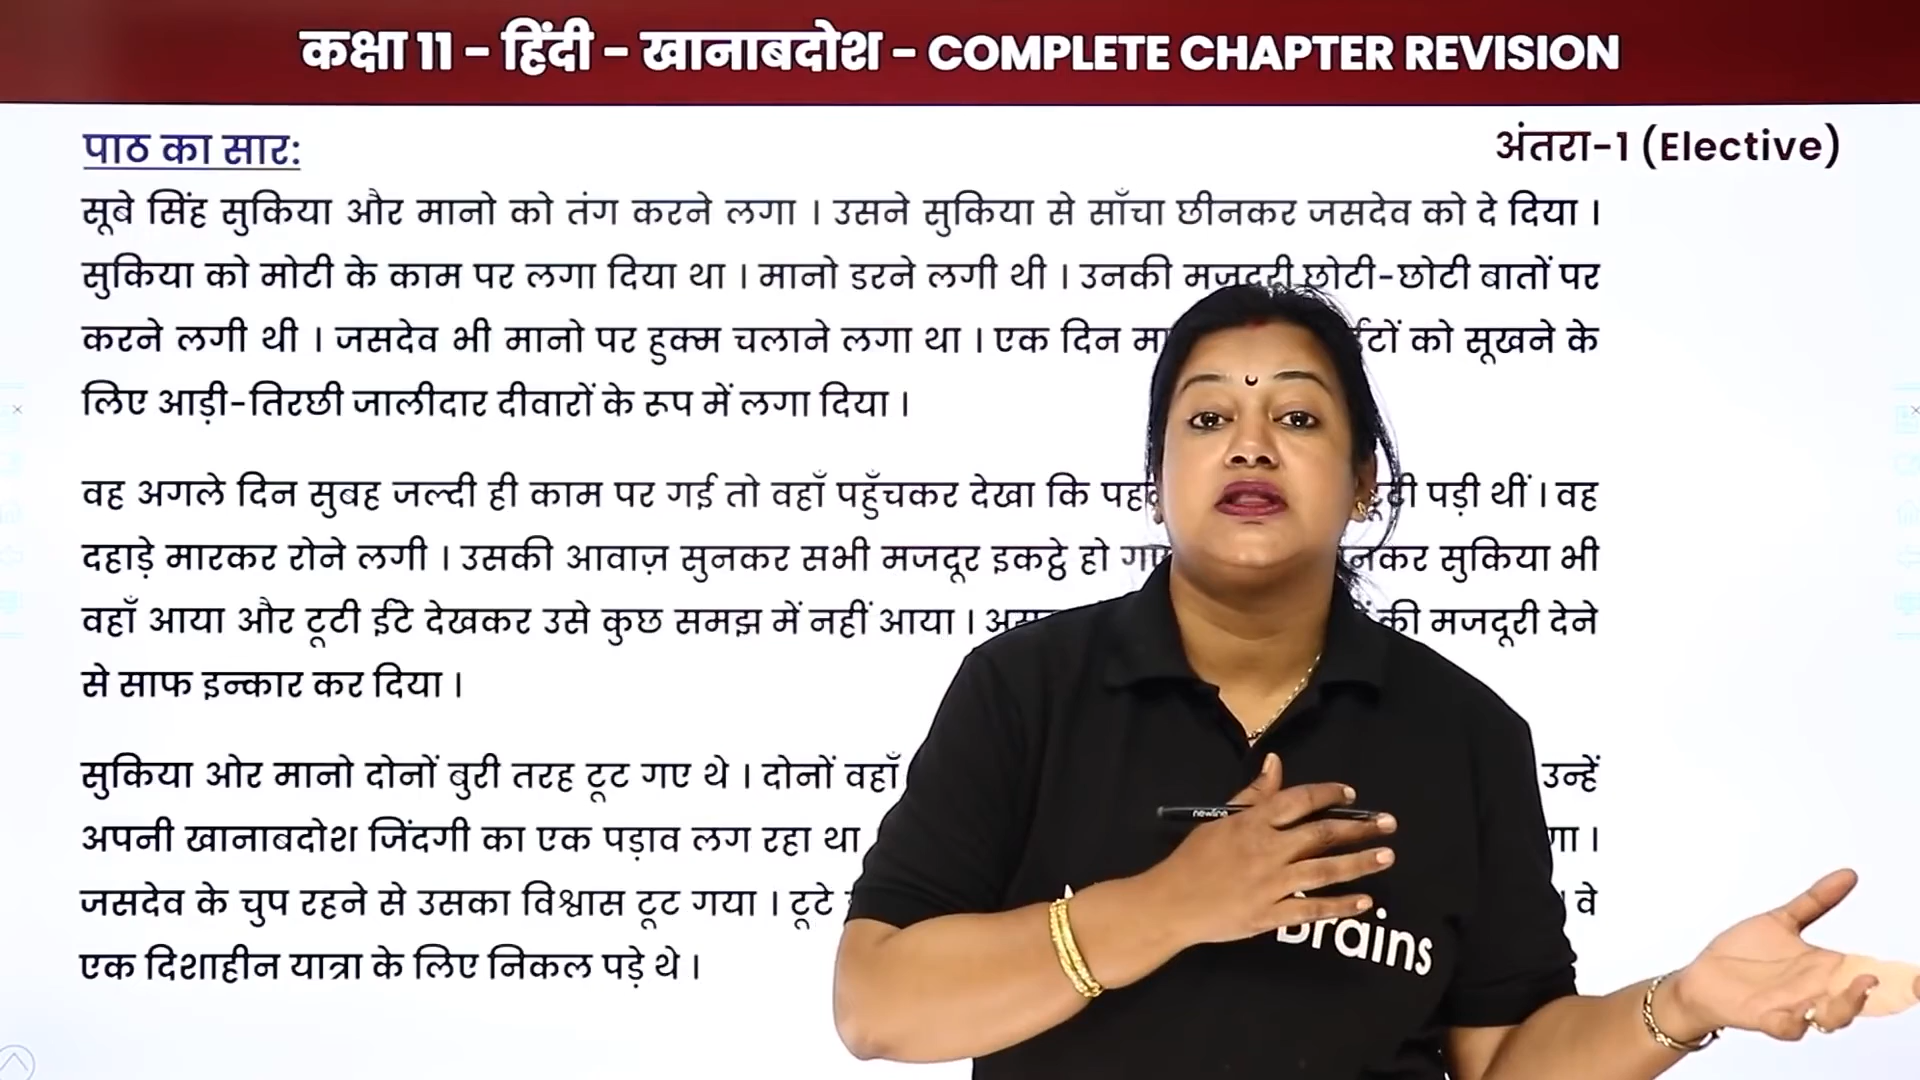 कक्षा 11 - हिंदी - खानाबदोश - COMPLETE CHAPTER REVISION
पाठ का सार:
अंतरा-1 (Elective)
सूबे सिंह सुकिया और मानो को तंग करने लगा । उसने सुकिया से साँचा छीनकर जसदेव को दे दिया ।
सुकिया को मोटी के काम पर लगा दिया था । मानो डरने लगी थी । उनकी मजदूरी छोटी-छोटी बातों पर
करने लगी थी । जसदेव भी मानो पर हुक्म चलाने लगा था । एक दिन को सूखने के
लिए आड़ी-तिरछी जालीदार दीवारों के रूप में लगा दिया ।
वह अगले दिन सुबह जल्दी ही काम पर गई तो वहाँ पहुँचकर देखा कि पड़ी थीं । वह
दहाड़े मारकर रोने लगी । उसकी आवाज़ सुनकर सभी मजदूर इकट्ठे हो सुकिया भी
वहाँ आया और टूटी ईटे देखकर उसे कुछ समझ में नहीं आया । की मजदूरी देने
से साफ इन्कार कर दिया ।
सुकिया ओर मानो दोनों बुरी तरह टूट गए थे । दोनों वहाँ उन्हें
अपनी खानाबदोश जिंदगी का एक पड़ाव लग रहा था ।
जसदेव के चुप रहने से उसका विश्वास टूट गया । टूटे । वे
एक दिशाहीन यात्रा के लिए निकल पड़े थे ।
newline
Brains